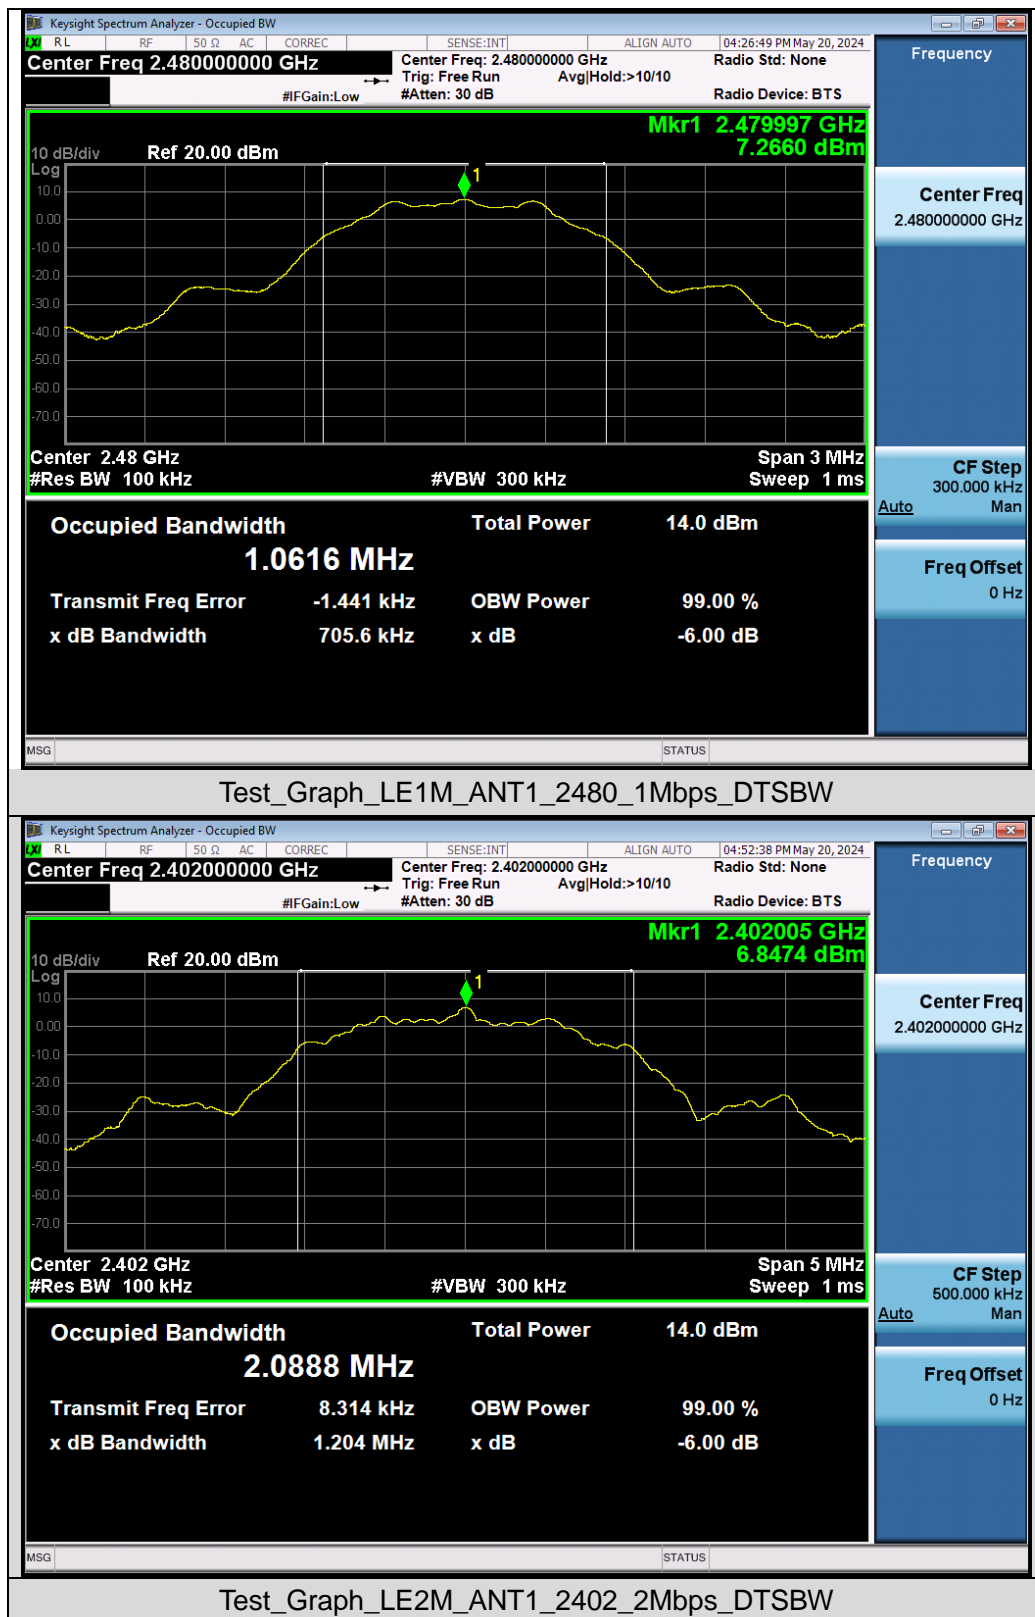 Keysight Spectrum Analyzer - Occupied BW
LXI RL RF 50 Ω AC CORREC SENSE:INT ALIGN AUTO 04:26:49 PM May 20, 2024
Center Freq 2.480000000 GHz
Center Freq: 2.480000000 GHz
Radio Std: None
Trig: Free Run
Avg|Hold:>10/10
#IFGain:Low
#Atten: 30 dB
Radio Device: BTS
Frequency
Mkr1 2.479997 GHz
7.2660 dBm
10 dB/div
Ref 20.00 dBm
Log
1
10.0
0.00
-10.0
-20.0
-30.0
-40.0
-50.0
-60.0
-70.0
Center Freq
2.480000000 GHz
Center 2.48 GHz
Span 3 MHz
#Res BW 100 kHz
#VBW 300 kHz
Sweep 1 ms
CF Step
300.000 kHz
Auto Man
Occupied Bandwidth
Total Power 14.0 dBm
1.0616 MHz
Freq Offset
0 Hz
Transmit Freq Error -1.441 kHz OBW Power 99.00 %
x dB Bandwidth 705.6 kHz x dB -6.00 dB
MSG STATUS
Test_Graph_LE1M_ANT1_2480_1Mbps_DTSBW
Keysight Spectrum Analyzer - Occupied BW
LXI RL RF 50 Ω AC CORREC SENSE:INT ALIGN AUTO 04:52:38 PM May 20, 2024
Center Freq 2.402000000 GHz
Center Freq: 2.402000000 GHz
Radio Std: None
Trig: Free Run
Avg|Hold:>10/10
#IFGain:Low
#Atten: 30 dB
Radio Device: BTS
Frequency
Mkr1 2.402005 GHz
6.8474 dBm
10 dB/div
Ref 20.00 dBm
Log
1
10.0
0.00
-10.0
-20.0
-30.0
-40.0
-50.0
-60.0
-70.0
Center Freq
2.402000000 GHz
Center 2.402 GHz
Span 5 MHz
#Res BW 100 kHz
#VBW 300 kHz
Sweep 1 ms
CF Step
500.000 kHz
Auto Man
Occupied Bandwidth
Total Power 14.0 dBm
2.0888 MHz
Freq Offset
0 Hz
Transmit Freq Error 8.314 kHz OBW Power 99.00 %
x dB Bandwidth 1.204 MHz x dB -6.00 dB
MSG STATUS
Test_Graph_LE2M_ANT1_2402_2Mbps_DTSBW